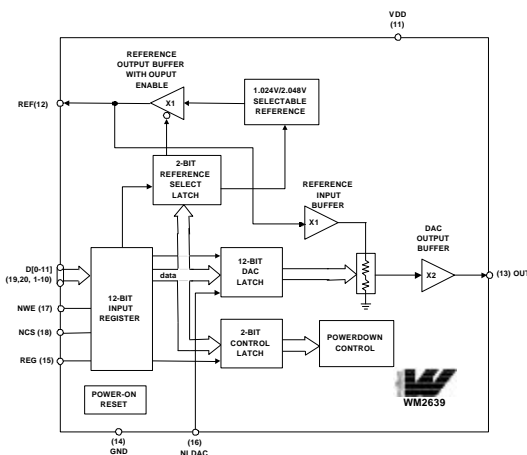 VDD
(11)
REFERENCE
OUTPUT BUFFER
WITH OUPUT
ENABLE
X1
1.024V/2.048V
SELECTABLE
REFERENCE
REF(12)
2-BIT
REFERENCE
SELECT
LATCH
REFERENCE
INPUT
BUFFER
X1
DAC
OUTPUT
BUFFER
X2
(13) OUT
D[0-11]
(19,20, 1-10)
12-BIT
INPUT
REGISTER
data
12-BIT
DAC
LATCH
NWE (17)
NCS (18)
REG (15)
2-BIT
CONTROL
LATCH
POWERDOWN
CONTROL
POWER-ON
RESET
WM2639
(14)
GND
(16)
NLDAC